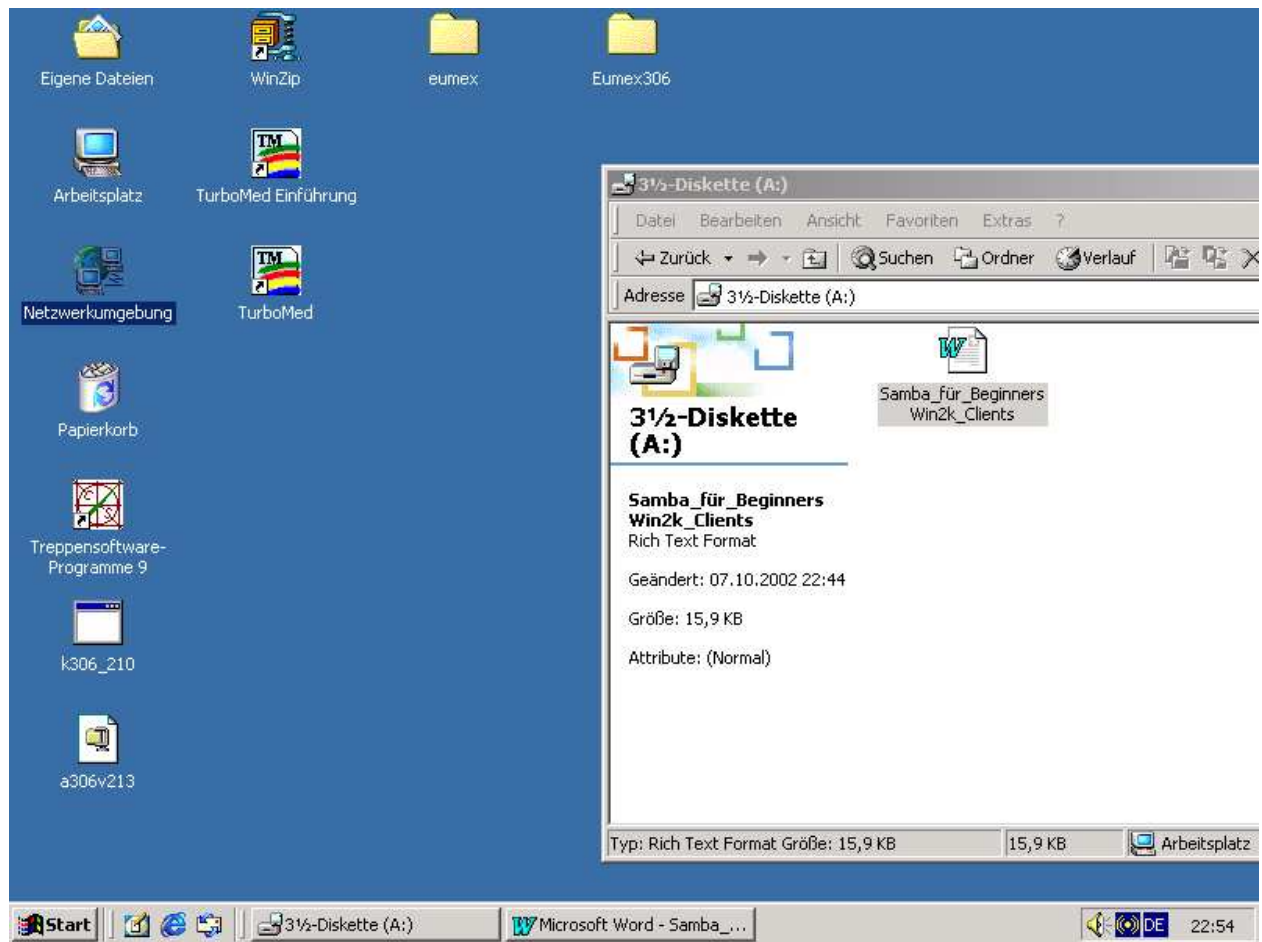 Eigene Dateien
WinZip
eumex
Eumex306
Arbeitsplatz
TM
TurboMed Einführung
Netzwerkumgebung
TM
TurboMed
Papierkorb
Treppensoftware-
Programme 9
k306_210
a306v213
3½-Diskette (A:)
Datei Bearbeiten Ansicht Favoriten Extras ?
Zurück Suchen Ordner Verlauf
Adresse 3½-Diskette (A:)
3½-Diskette
(A:)
Samba_für_Beginners
Win2k_Clients
Rich Text Format
Geändert: 07.10.2002 22:44
Größe: 15,9 KB
Attribute: (Normal)
W
Samba_für_Beginners
Win2k_Clients
Typ: Rich Text Format Größe: 15,9 KB 15,9 KB Arbeitsplatz
Start 3½-Diskette (A:) W Microsoft Word - Samba_... DE 22:54